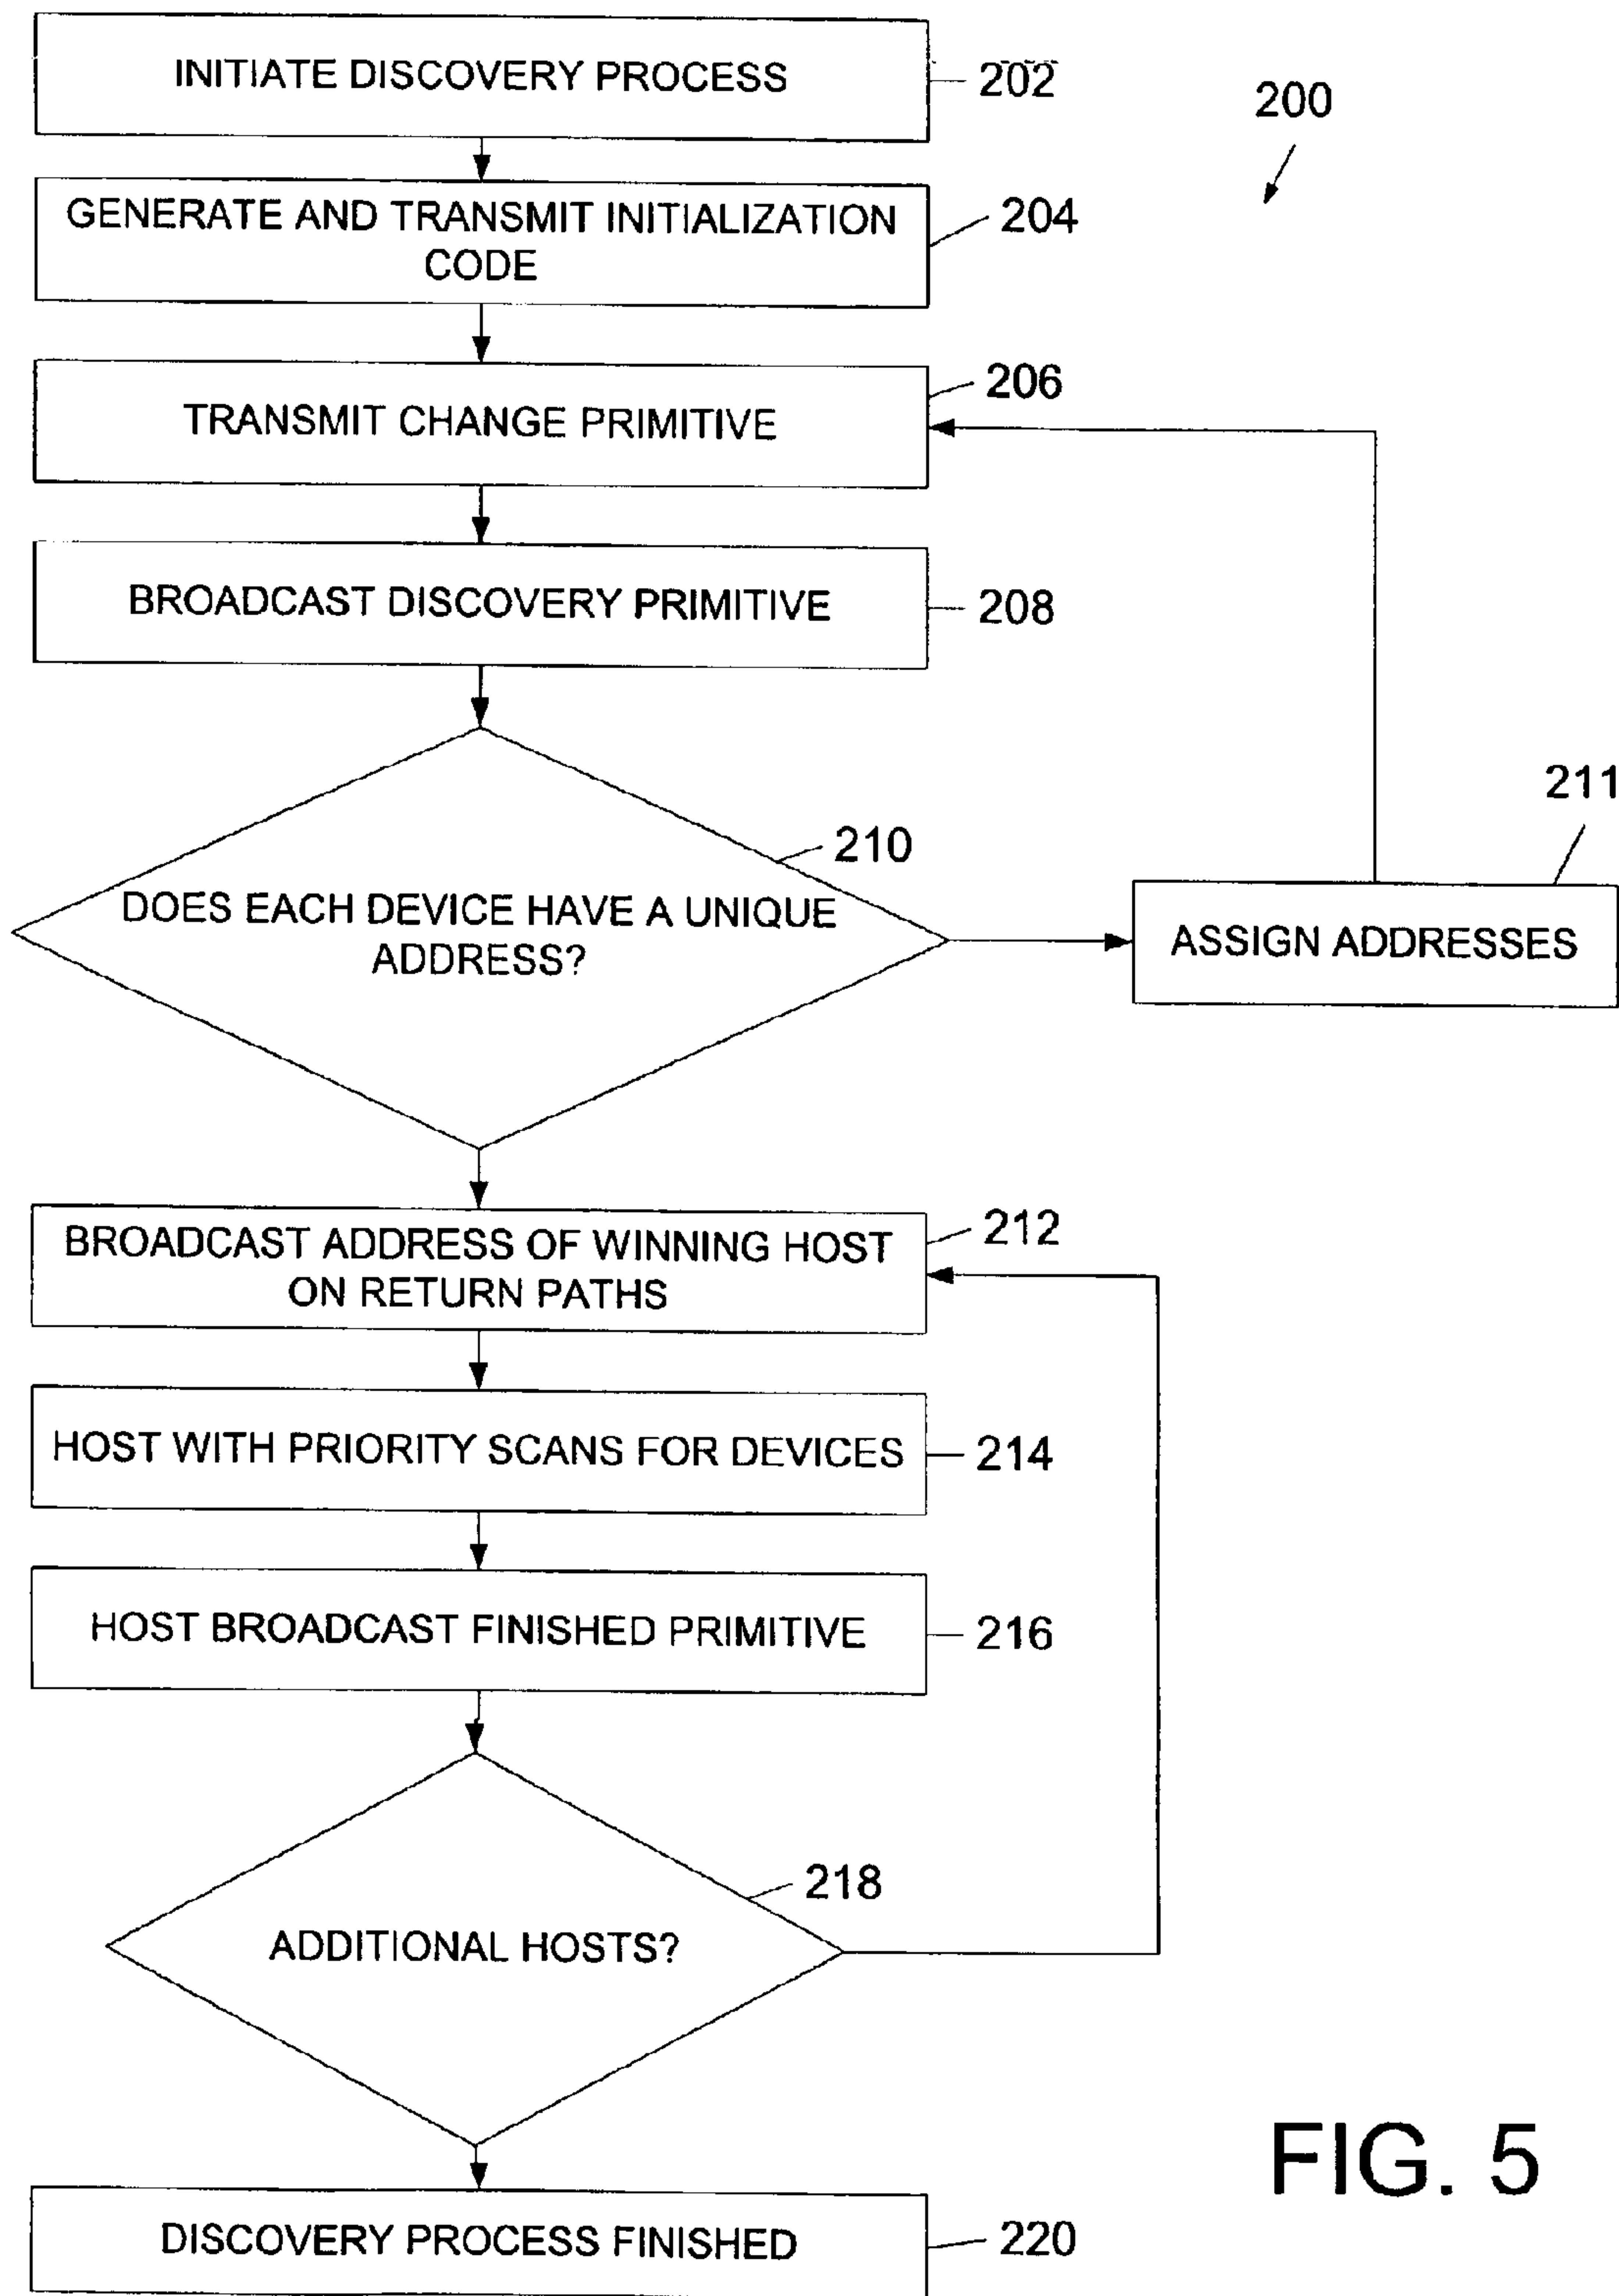 INITIATE DISCOVERY PROCESS
202
200
GENERATE AND TRANSMIT INITIALIZATION
CODE
204
TRANSMIT CHANGE PRIMITIVE
206
BROADCAST DISCOVERY PRIMITIVE
208
DOES EACH DEVICE HAVE A UNIQUE
ADDRESS?
210
ASSIGN ADDRESSES
211
BROADCAST ADDRESS OF WINNING HOST
ON RETURN PATHS
212
HOST WITH PRIORITY SCANS FOR DEVICES
214
HOST BROADCAST FINISHED PRIMITIVE
216
ADDITIONAL HOSTS?
218
DISCOVERY PROCESS FINISHED
220
FIG. 5